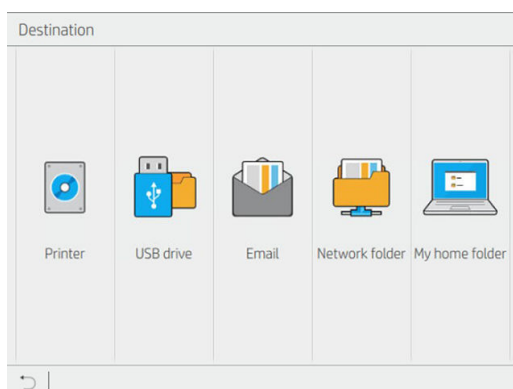 Destination
Printer
USB drive
Email
Network folder
My home folder